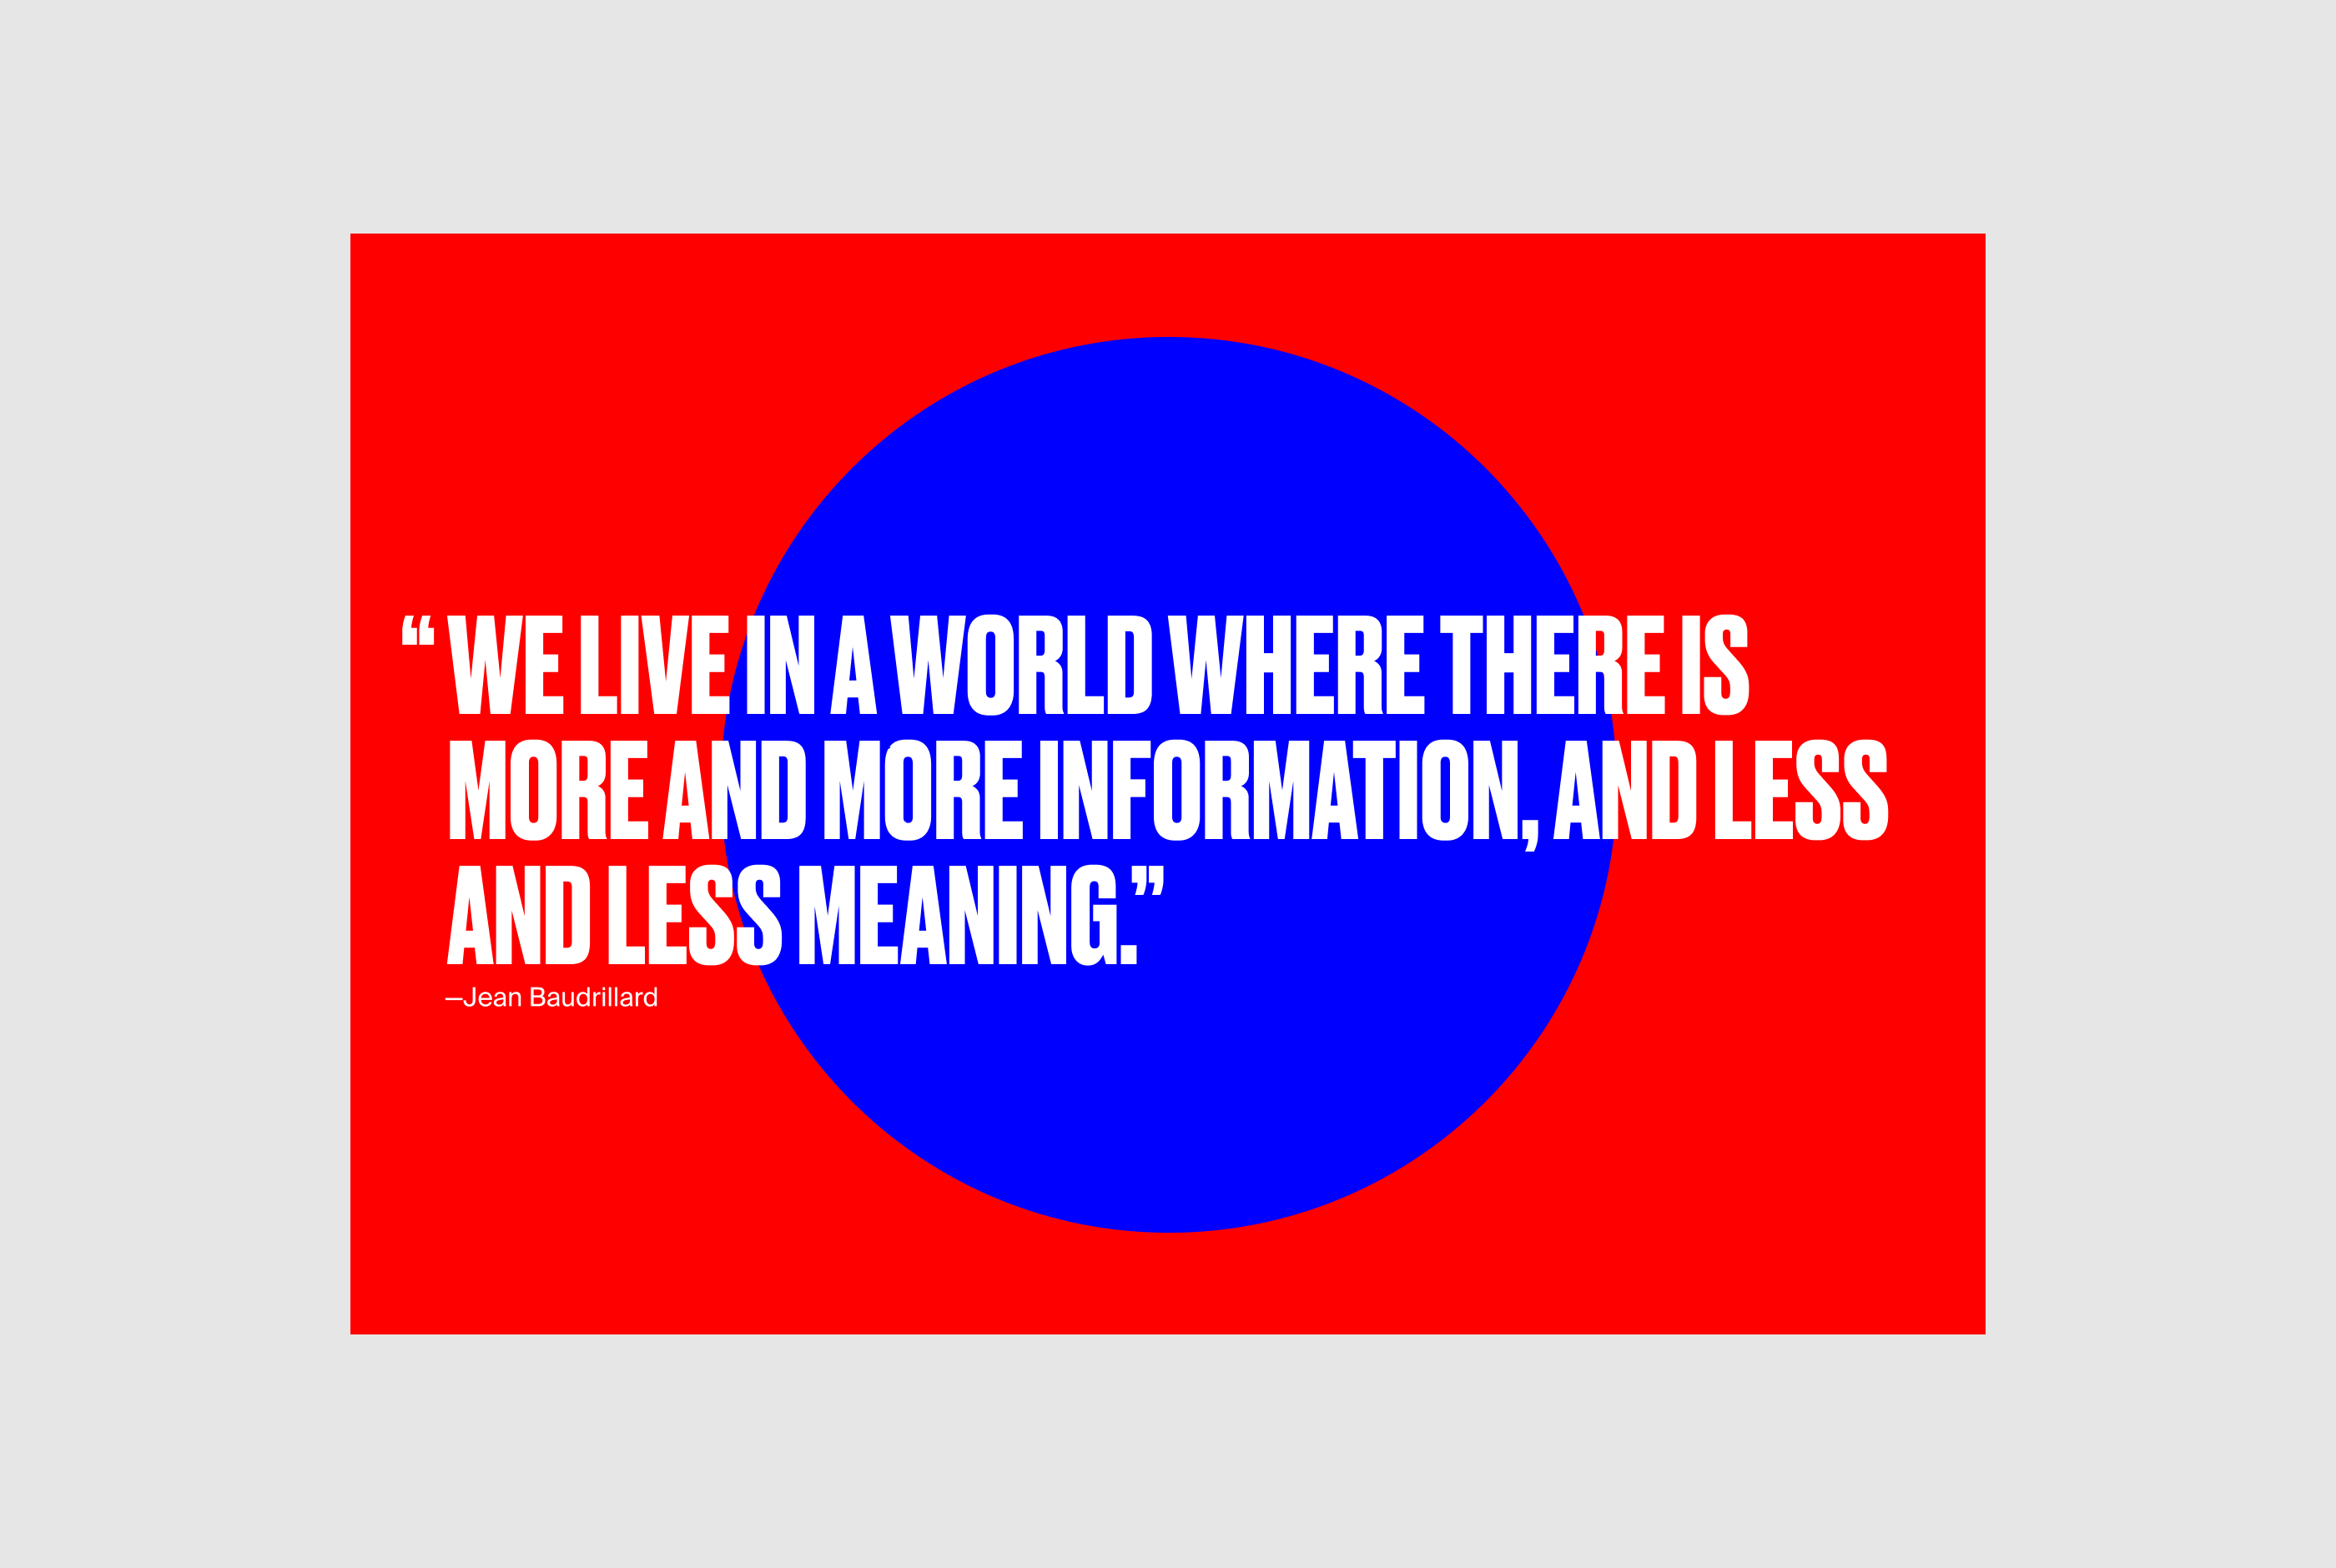 “WE LIVE IN A WORLD WHERE THERE IS
MORE AND MORE INFORMATION, AND LESS
AND LESS MEANING.”
—Jean Baudrillard